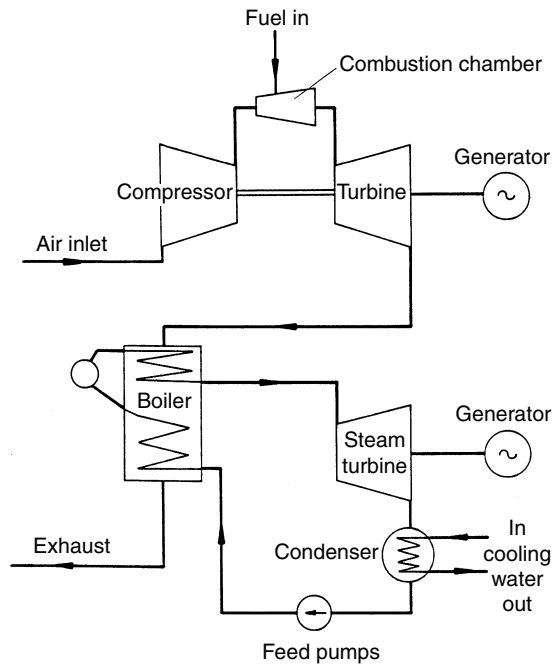 Fuel in
Combustion chamber
Generator
Compressor
Turbine
Air inlet
Boiler
Generator
Steam
turbine
Exhaust
Condenser
In
cooling
water
out
Feed pumps